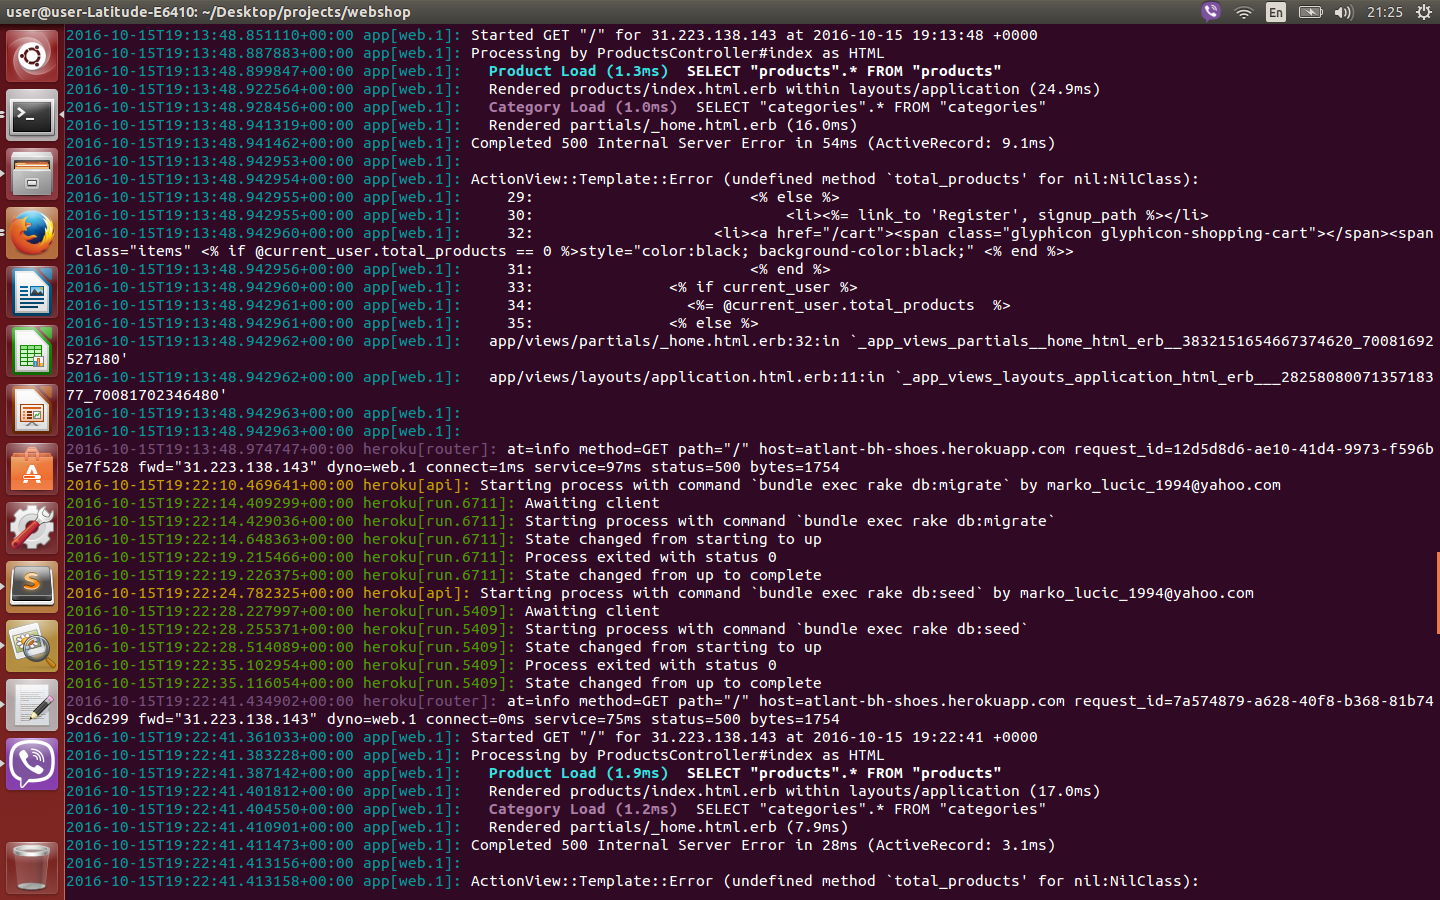 user@user-Latitude-E6410: ~/Desktop/projects/webshop
En
21:25
2016-10-15T19:13:48.851110+00:00 app[web.1]: Started GET "/" for 31.223.138.143 at 2016-10-15 19:13:48 +0000
2016-10-15T19:13:48.887883+00:00 app[web.1]: Processing by ProductsController#index as HTML
2016-10-15T19:13:48.899847+00:00 app[web.1]:   Product Load (1.3ms)  SELECT "products".* FROM "products"
2016-10-15T19:13:48.922564+00:00 app[web.1]:   Rendered products/index.html.erb within layouts/application (24.9ms)
2016-10-15T19:13:48.928456+00:00 app[web.1]:   Category Load (1.0ms)  SELECT "categories".* FROM "categories"
2016-10-15T19:13:48.941319+00:00 app[web.1]:   Rendered partials/_home.html.erb (16.0ms)
2016-10-15T19:13:48.941462+00:00 app[web.1]: Completed 500 Internal Server Error in 54ms (ActiveRecord: 9.1ms)
2016-10-15T19:13:48.942953+00:00 app[web.1]:
2016-10-15T19:13:48.942954+00:00 app[web.1]: ActionView::Template::Error (undefined method `total_products' for nil:NilClass):
2016-10-15T19:13:48.942955+00:00 app[web.1]:     29:                        <% else %>
2016-10-15T19:13:48.942955+00:00 app[web.1]:     30:                            <li><%= link_to 'Register', signup_path %></li>
2016-10-15T19:13:48.942960+00:00 app[web.1]:     32:                    <li><a href="/cart"><span class="glyphicon glyphicon-shopping-cart"></span><span
 class="items" <% if @current_user.total_products == 0 %>style="color:black; background-color:black;" <% end %>>
2016-10-15T19:13:48.942956+00:00 app[web.1]:     31:                        <% end %>
2016-10-15T19:13:48.942960+00:00 app[web.1]:     33:               <% if current_user %>
2016-10-15T19:13:48.942961+00:00 app[web.1]:     34:                 <%= @current_user.total_products  %>
2016-10-15T19:13:48.942961+00:00 app[web.1]:     35:               <% else %>
2016-10-15T19:13:48.942962+00:00 app[web.1]:   app/views/partials/_home.html.erb:32:in `_app_views_partials__home_html_erb__3832151654667374620_70081692
527180'
2016-10-15T19:13:48.942962+00:00 app[web.1]:   app/views/layouts/application.html.erb:11:in `_app_views_layouts_application_html_erb___28258080071357183
77_70081702346480'
2016-10-15T19:13:48.942963+00:00 app[web.1]:
2016-10-15T19:13:48.942963+00:00 app[web.1]:
2016-10-15T19:13:48.974747+00:00 heroku[router]: at=info method=GET path="/" host=atlant-bh-shoes.herokuapp.com request_id=12d5d8d6-ae10-41d4-9973-f596b
5e7f528 fwd="31.223.138.143" dyno=web.1 connect=1ms service=97ms status=500 bytes=1754
2016-10-15T19:22:10.469641+00:00 heroku[api]: Starting process with command `bundle exec rake db:migrate` by marko_lucic_1994@yahoo.com
2016-10-15T19:22:14.409299+00:00 heroku[run.6711]: Awaiting client
2016-10-15T19:22:14.429036+00:00 heroku[run.6711]: Starting process with command `bundle exec rake db:migrate`
2016-10-15T19:22:14.648363+00:00 heroku[run.6711]: State changed from starting to up
2016-10-15T19:22:19.215466+00:00 heroku[run.6711]: Process exited with status 0
2016-10-15T19:22:19.226375+00:00 heroku[run.6711]: State changed from up to complete
2016-10-15T19:22:24.782325+00:00 heroku[api]: Starting process with command `bundle exec rake db:seed` by marko_lucic_1994@yahoo.com
2016-10-15T19:22:28.227997+00:00 heroku[run.5409]: Awaiting client
2016-10-15T19:22:28.255371+00:00 heroku[run.5409]: Starting process with command `bundle exec rake db:seed`
2016-10-15T19:22:28.514089+00:00 heroku[run.5409]: State changed from starting to up
2016-10-15T19:22:35.102954+00:00 heroku[run.5409]: Process exited with status 0
2016-10-15T19:22:35.116054+00:00 heroku[run.5409]: State changed from up to complete
2016-10-15T19:22:41.434902+00:00 heroku[router]: at=info method=GET path="/" host=atlant-bh-shoes.herokuapp.com request_id=7a574879-a628-40f8-b368-81b74
9cd6299 fwd="31.223.138.143" dyno=web.1 connect=0ms service=75ms status=500 bytes=1754
2016-10-15T19:22:41.361033+00:00 app[web.1]: Started GET "/" for 31.223.138.143 at 2016-10-15 19:22:41 +0000
2016-10-15T19:22:41.383228+00:00 app[web.1]: Processing by ProductsController#index as HTML
2016-10-15T19:22:41.387142+00:00 app[web.1]:   Product Load (1.9ms)  SELECT "products".* FROM "products"
2016-10-15T19:22:41.401812+00:00 app[web.1]:   Rendered products/index.html.erb within layouts/application (17.0ms)
2016-10-15T19:22:41.404550+00:00 app[web.1]:   Category Load (1.2ms)  SELECT "categories".* FROM "categories"
2016-10-15T19:22:41.410901+00:00 app[web.1]:   Rendered partials/_home.html.erb (7.9ms)
2016-10-15T19:22:41.411473+00:00 app[web.1]: Completed 500 Internal Server Error in 28ms (ActiveRecord: 3.1ms)
2016-10-15T19:22:41.413156+00:00 app[web.1]:
2016-10-15T19:22:41.413158+00:00 app[web.1]: ActionView::Template::Error (undefined method `total_products' for nil:NilClass):